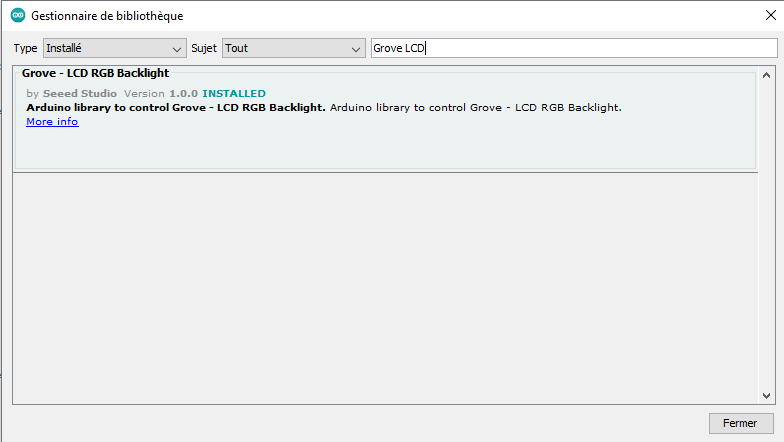 Gestionnaire de bibliothèque
Type Installé Sujet Tout Grove LCD
Grove - LCD RGB Backlight
by Seeed Studio Version 1.0.0 INSTALLED
Arduino library to control Grove - LCD RGB Backlight. Arduino library to control Grove - LCD RGB Backlight.
More info
Fermer